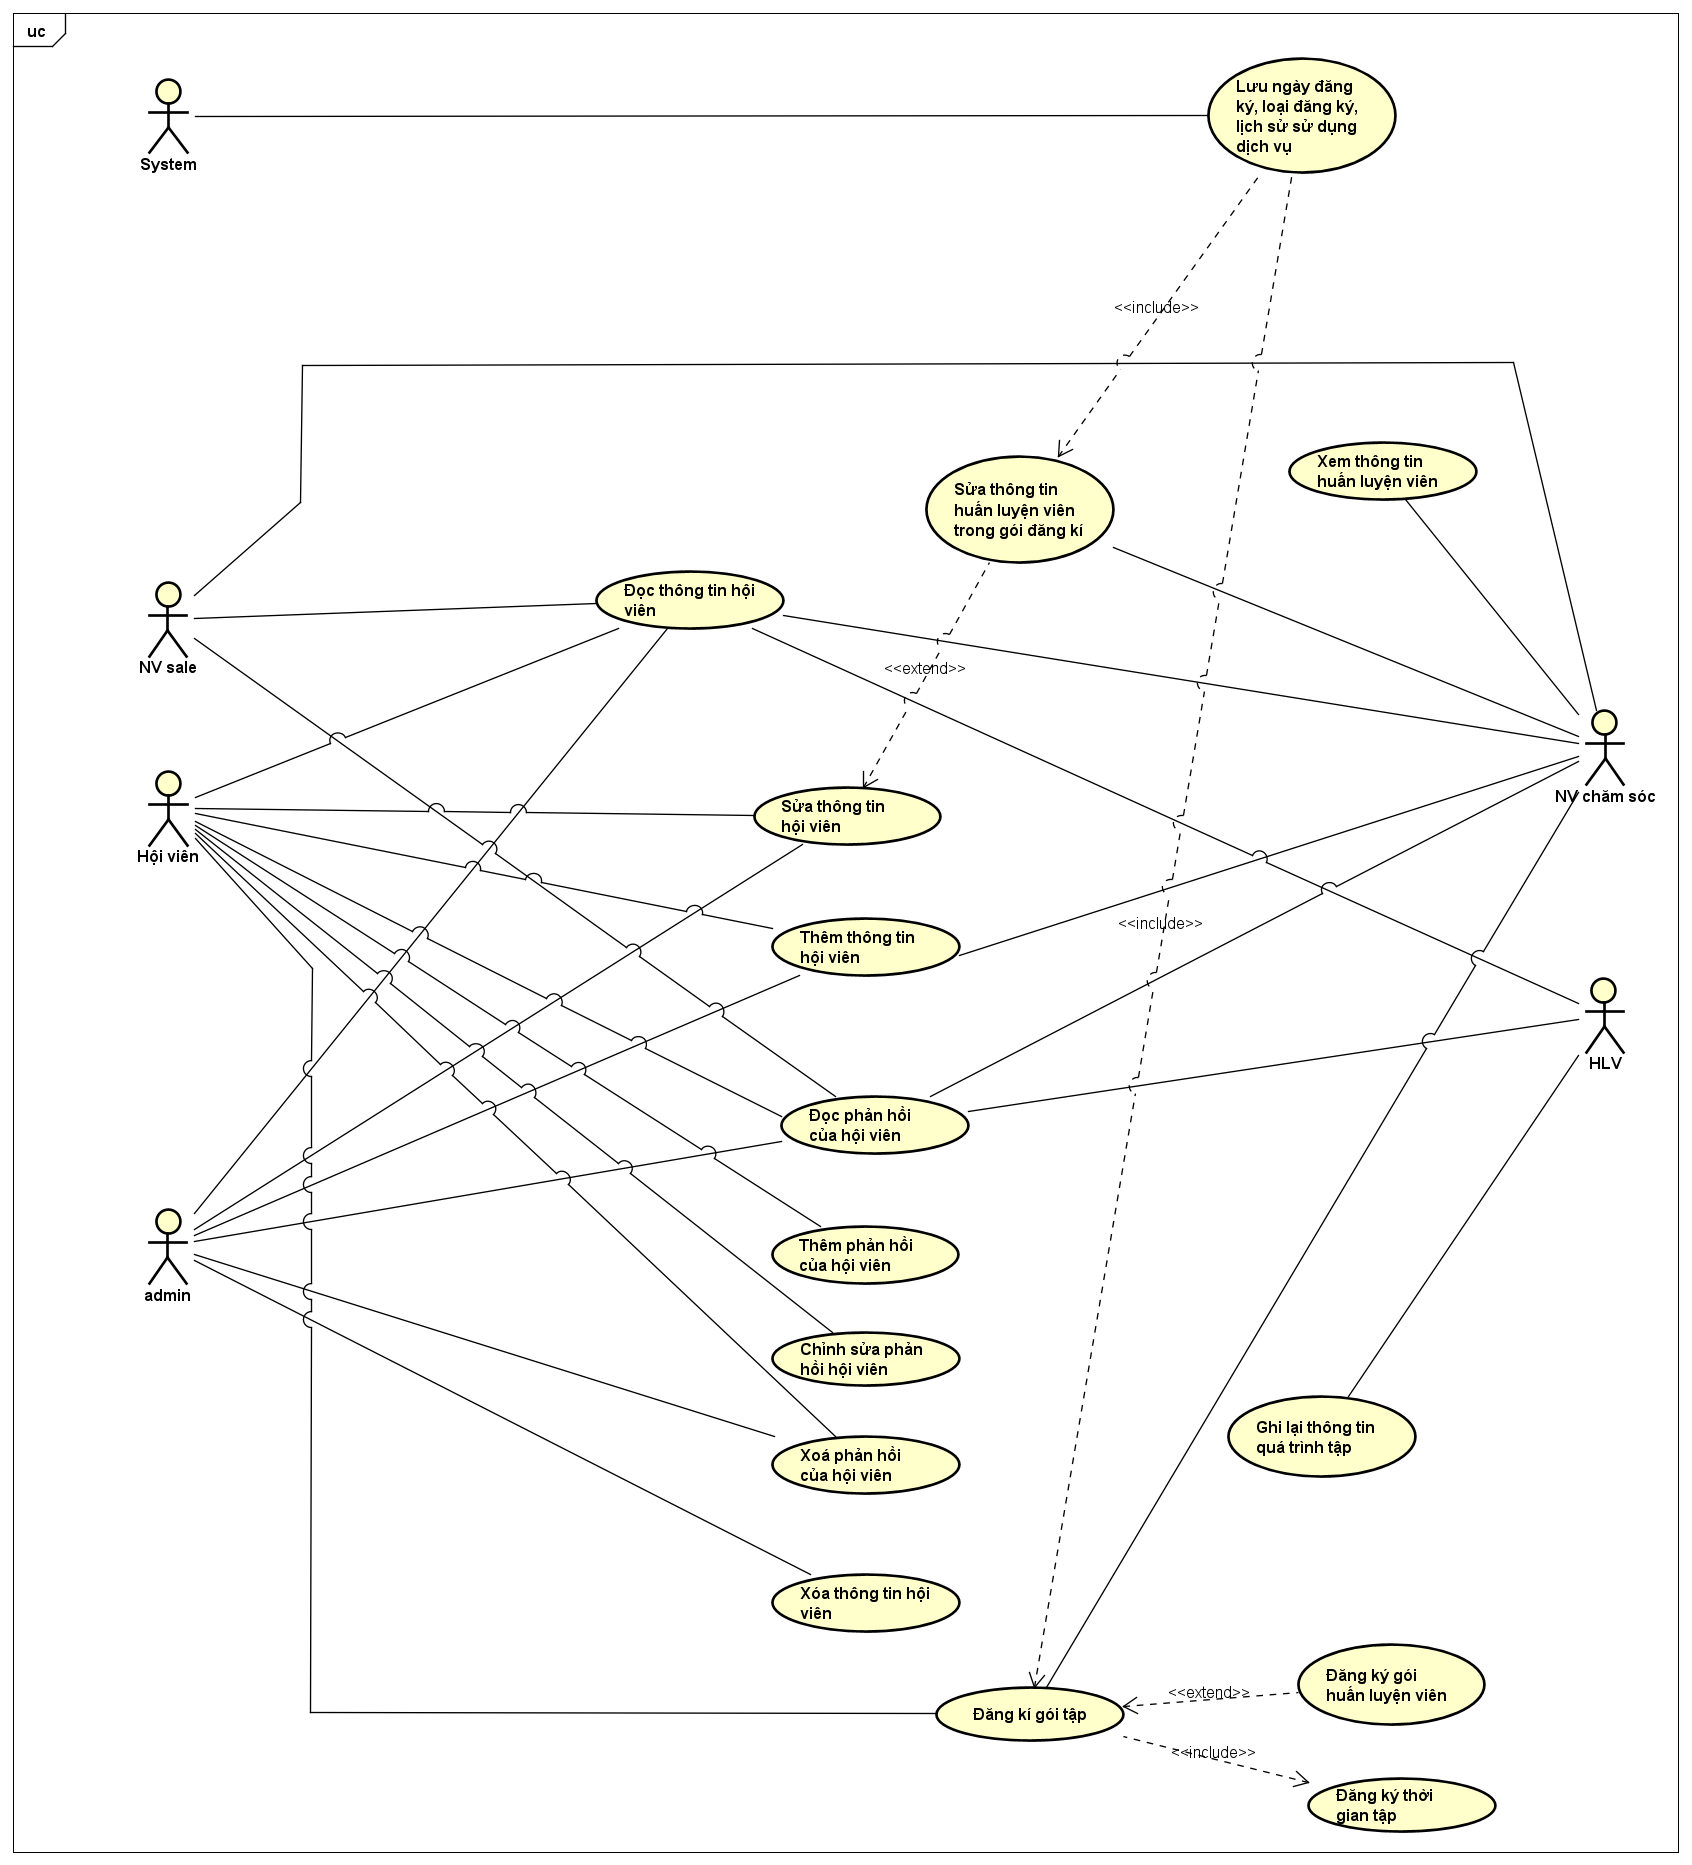 uc
Lưu ngày đăng
ký, loại đăng ký,
lịch sử sử dụng
dịch vụ
System
<<include>>
Xem thông tin
huấn luyện viên
Sửa thông tin
huấn luyện viên
trong gói đăng kí
Đọc thông tin hội
viên
NV sale
<<extend>>
NV chăm sóc
Sửa thông tin
hội viên
Hội viên
<<include>>
Thêm thông tin
hội viên
HLV
Đọc phản hồi
của hội viên
Thêm phản hồi
của hội viên
admin
Chỉnh sửa phản
hồi hội viên
Ghi lại thông tin
quá trình tập
Xoá phản hồi
của hội viên
Xóa thông tin hội
viên
Đăng ký gói
huấn luyện viên
<<extend>>
Đăng kí gói tập
<<include>>
Đăng ký thời
gian tập